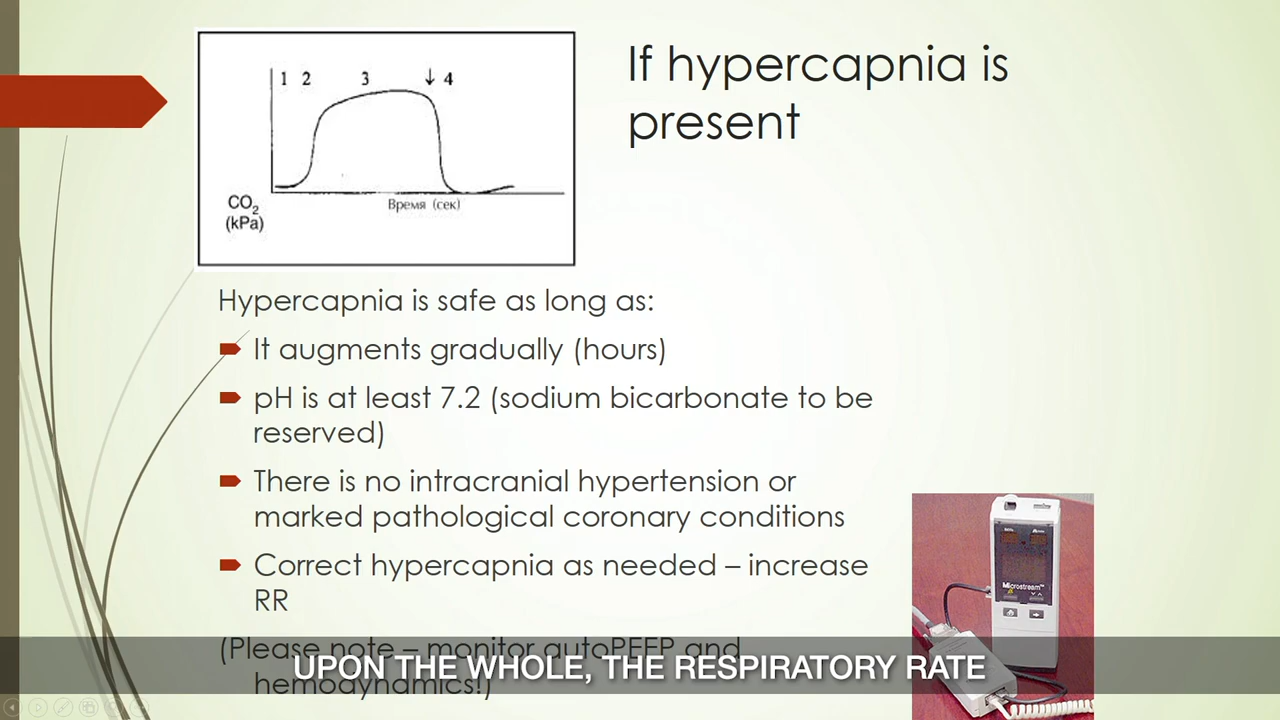 If hypercapnia is
present
1 2 3 ↓ 4
CO₂
(kPa)
Время (сек)
Hypercapnia is safe as long as:
It augments gradually (hours)
pH is at least 7.2 (sodium bicarbonate to be
reserved)
There is no intracranial hypertension or
marked pathological coronary conditions
Correct hypercapnia as needed – increase
RR
(Please note – monitor autoPEEP and
hemodynamics!)
Microstream™
UPON THE WHOLE, THE RESPIRATORY RATE